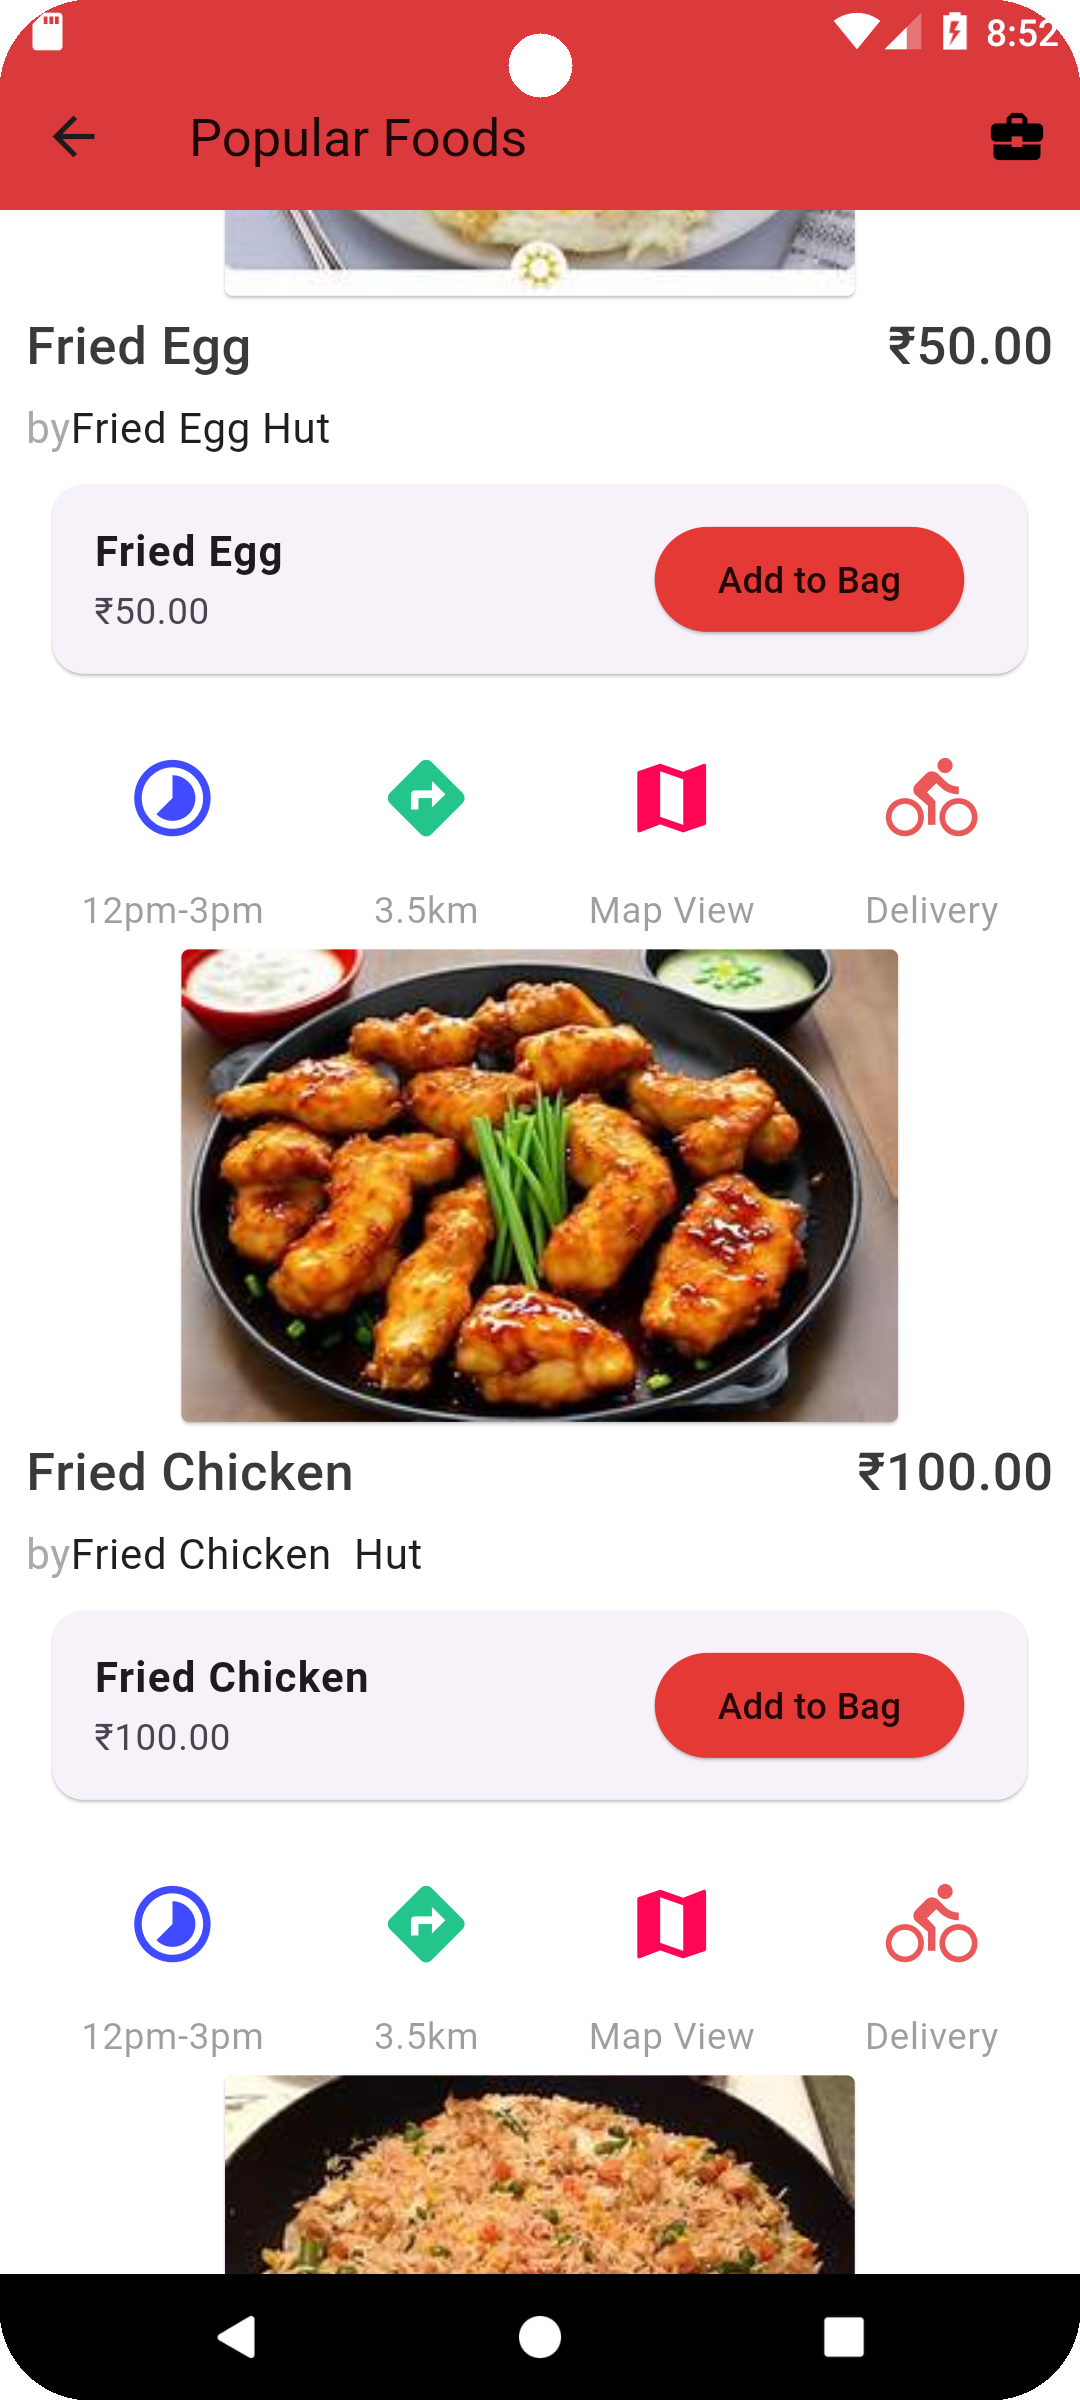 8:52
Popular Foods
Fried Egg ₹50.00
byFried Egg Hut
Fried Egg
₹50.00
Add to Bag
12pm-3pm 3.5km Map View Delivery
Fried Chicken ₹100.00
byFried Chicken  Hut
Fried Chicken
₹100.00
Add to Bag
12pm-3pm 3.5km Map View Delivery